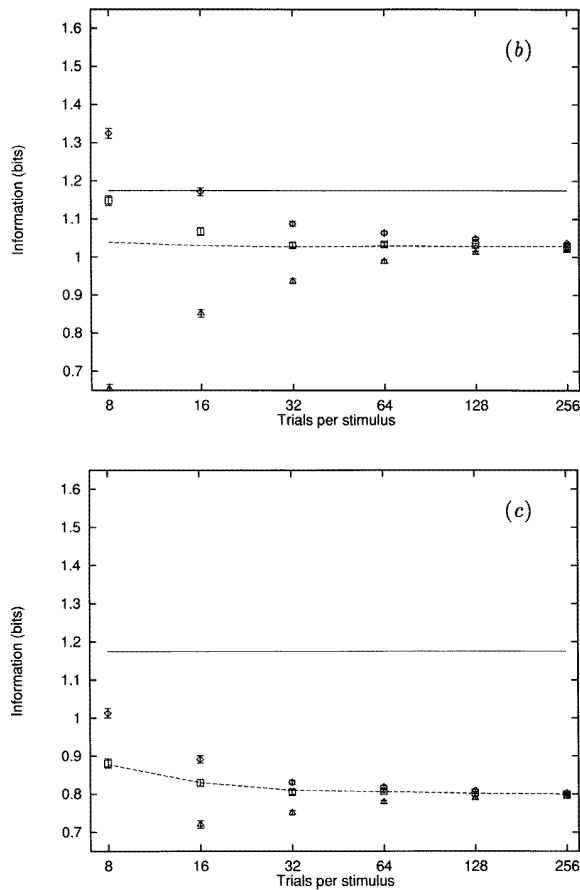 1.6
(b)
1.5
1.4
1.3
1.2
1.1
1
0.9
0.8
0.7
Information (bits)
8 16 32 64 128 256
Trials per stimulus
1.6
(c)
1.5
1.4
1.3
1.2
1.1
1
0.9
0.8
0.7
Information (bits)
8 16 32 64 128 256
Trials per stimulus